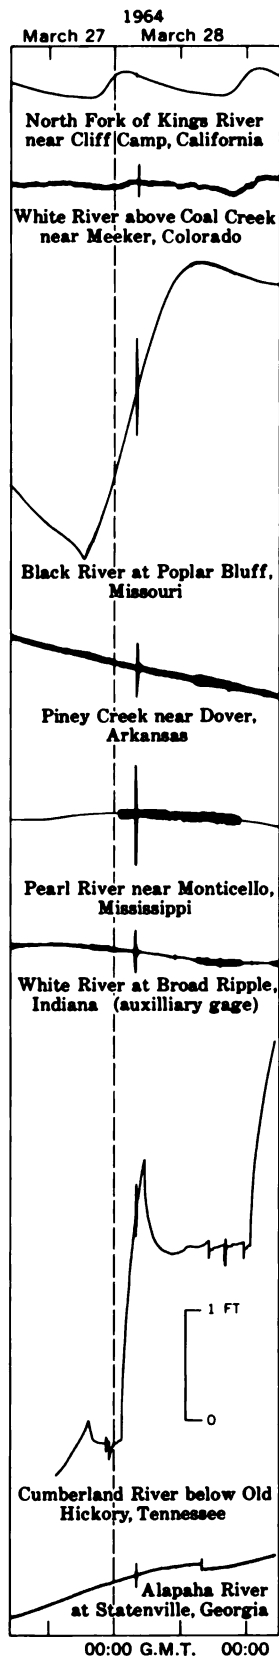 1964
March 27 March 28
North Fork of Kings River
near Cliff Camp, California
White River above Coal Creek
near Meeker, Colorado
Black River at Poplar Bluff,
Missouri
Piney Creek near Dover,
Arkansas
Pearl River near Monticello,
Mississippi
White River at Broad Ripple,
Indiana (auxilliary gage)
1 FT
0
Cumberland River below Old
Hickory, Tennessee
Alapaha River
at Statenville, Georgia
00:00 G.M.T. 00:00